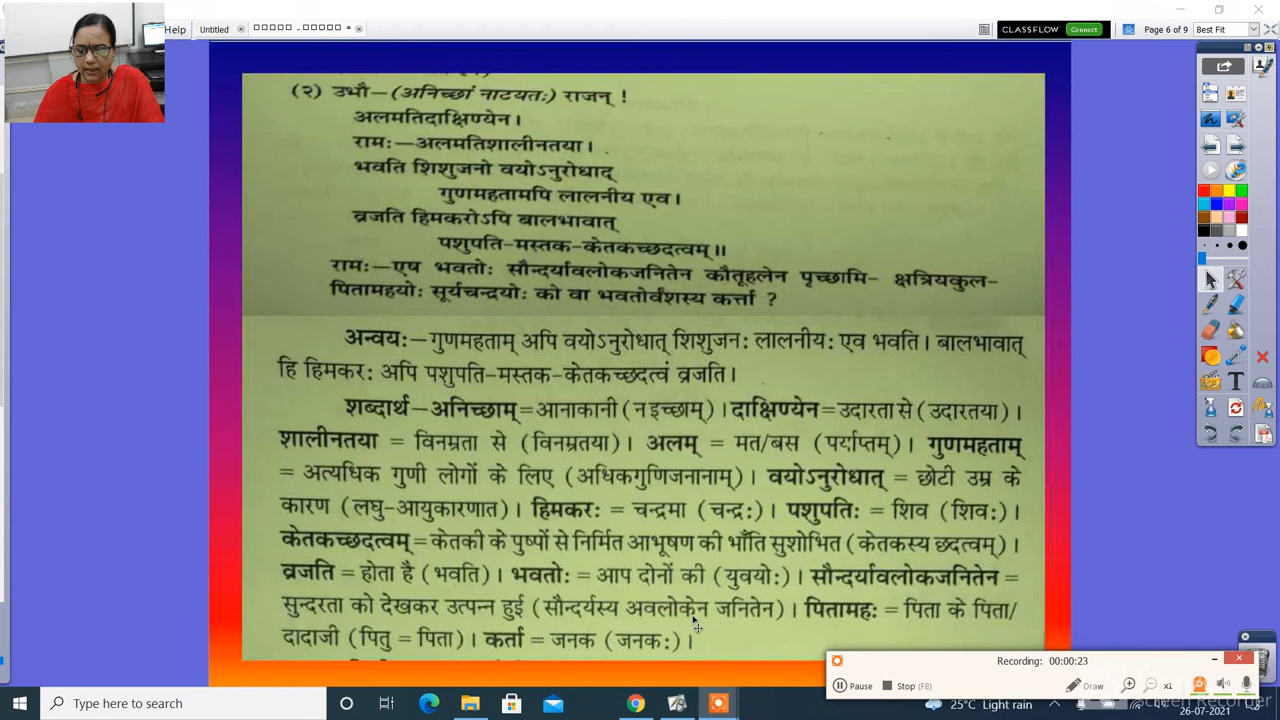 Help
Untitled
CLASSFLOW Connect
Page 6 of 9
Best Fit
(२) उभौ–(अनिच्छां नाटयतः) राजन् !
अलमतिदाक्षिण्येन।
रामः–अलमतिशालीनतया।
भवति शिशुजनो वयोऽनुरोधाद्
गुणमहतामपि लालनीय एव।
व्रजति हिमकरोऽपि बालभावात्
पशुपति-मस्तक-केतकच्छदत्वम्॥
रामः–एष भवतोः सौन्दर्यावलोकजनितेन कौतूहलेन पृच्छामि- क्षत्रियकुल-
पितामहयोः सूर्यचन्द्रयोः को वा भवतोर्वंशस्य कर्त्ता ?
अन्वयः–गुणमहताम् अपि वयोऽनुरोधात् शिशुजनः लालनीयः एव भवति। बालभावात्
हि हिमकरः अपि पशुपति-मस्तक-केतकच्छदत्वं व्रजति।
शब्दार्थ–अनिच्छाम्=आनाकानी (न इच्छाम्)। दाक्षिण्येन=उदारता से (उदारतया)।
शालीनतया = विनम्रता से (विनम्रतया)। अलम् = मत/बस (पर्याप्तम्)। गुणमहताम्
= अत्यधिक गुणी लोगों के लिए (अधिकगुणिजनानाम्)। वयोऽनुरोधात् = छोटी उम्र के
कारण (लघु-आयुकारणात)। हिमकरः = चन्द्रमा (चन्द्रः)। पशुपतिः = शिव (शिवः)।
केतकच्छदत्वम्=केतकी के पुष्पों से निर्मित आभूषण की भाँति सुशोभित (केतकस्य छदत्वम्)।
व्रजति =होता है (भवति)। भवतोः = आप दोनों की (युवयोः)। सौन्दर्यावलोकजनितेन=
सुन्दरता को देखकर उत्पन्न हुई (सौन्दर्यस्य अवलोकेन जनितेन)। पितामहः = पिता के पिता/
दादाजी (पितु = पिता)। कर्ता = जनक (जनकः)।
Recording: 00:00:23
Pause
Stop (F8)
Draw
x1
Type here to search
25°C Light rain
26-07-2021